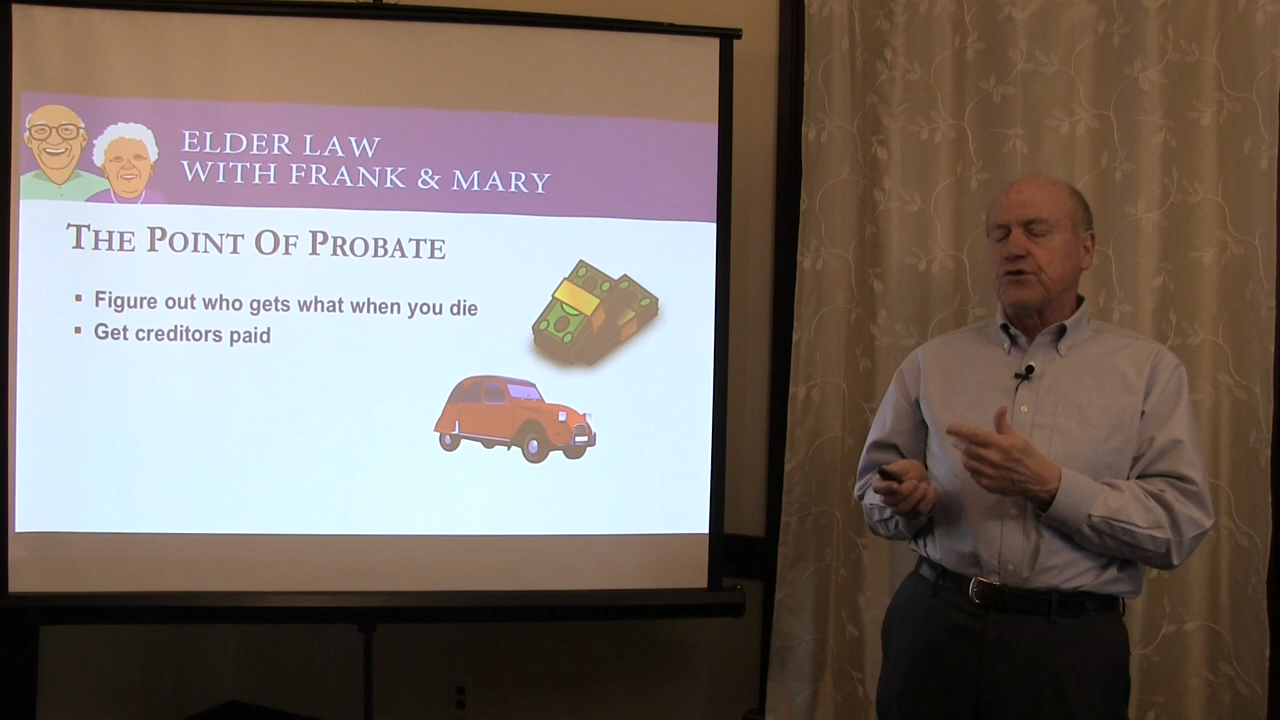 ELDER LAW
WITH FRANK & MARY
THE POINT OF PROBATE
Figure out who gets what when you die
Get creditors paid